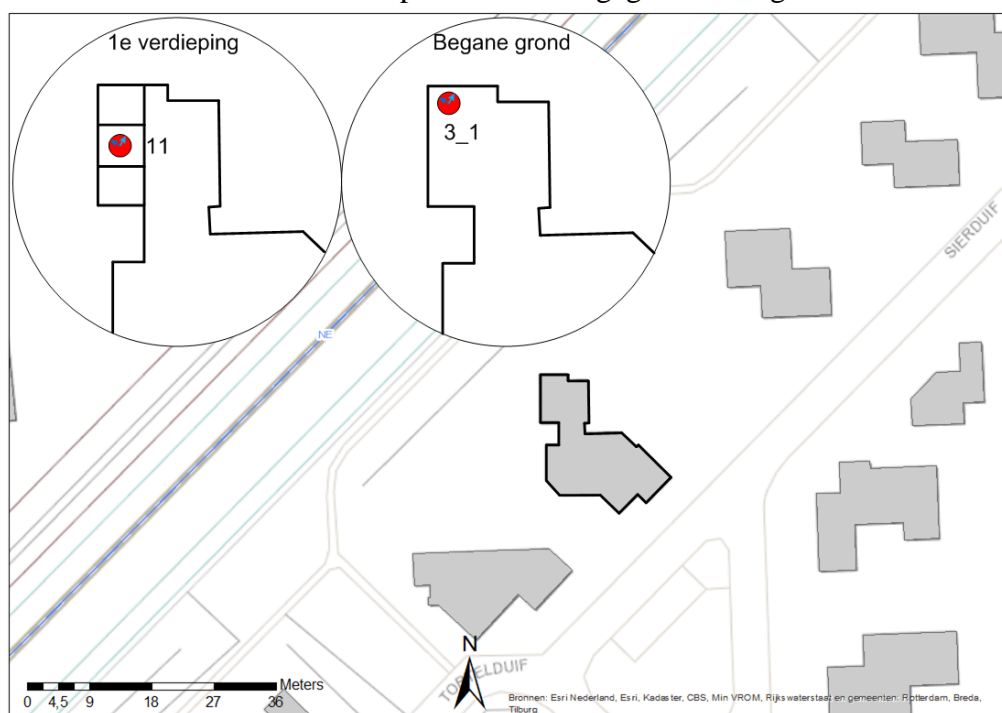 1e verdieping
Begane grond
11
3_1
SIERDUIF
NE
N
Meters
0 4,5 9 18 27 36
Bronnen: Esri Nederland, Esri, Kadaster, CBS, Min VROM, Rijkswaterstaat en gemeenten: Rotterdam, Breda,
Tilburg